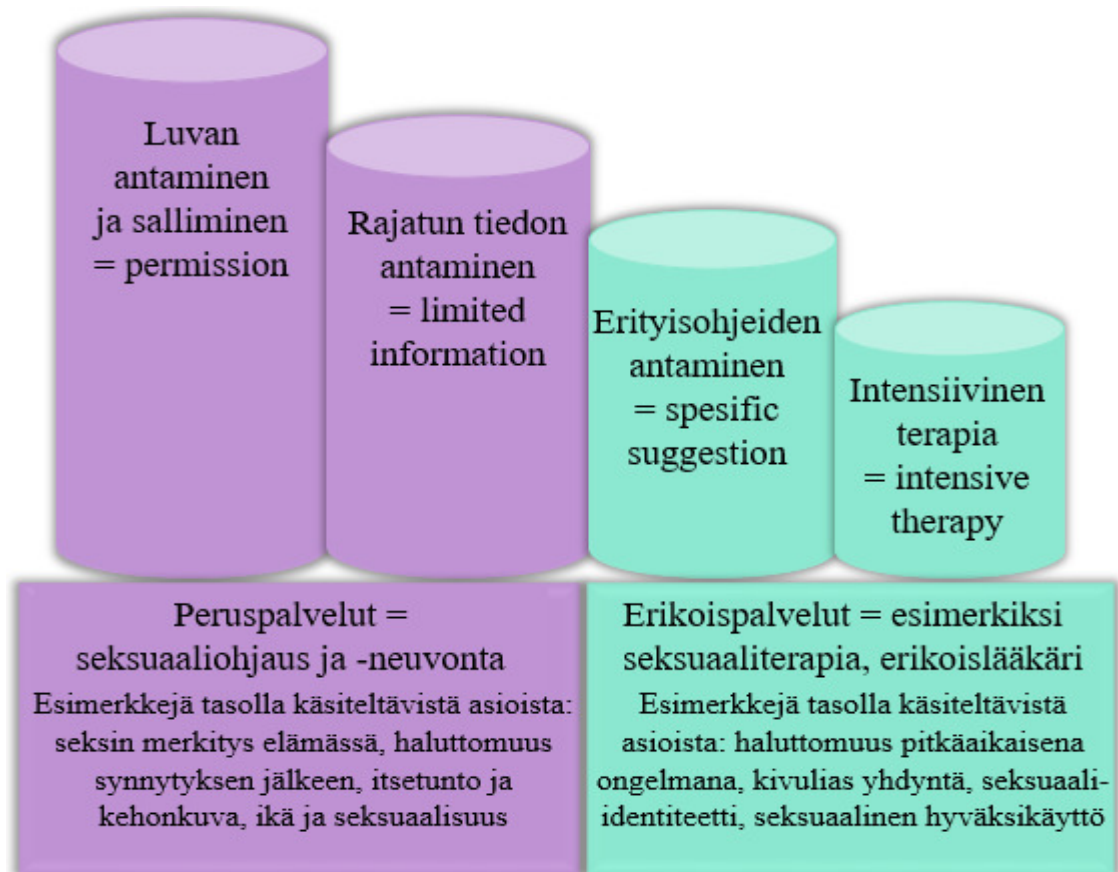 Luvan
antaminen
ja salliminen
= permission
Rajatun tiedon
antaminen
= limited
information
Erityisohjeiden
antaminen
= spesific
suggestion
Intensiivinen
terapia
= intensive
therapy
Peruspalvelut =
seksuaaliohjaus ja -neuvonta
Esimerkkejä tasolla käsiteltävistä asioista:
seksin merkitys elämässä, haluttomuus
synnytyksen jälkeen, itsetunto ja
kehonkuva, ikä ja seksuaalisuus
Erikoispalvelut = esimerkiksi
seksuaaliterapia, erikoislääkäri
Esimerkkejä tasolla käsiteltävistä
asioista: haluttomuus pitkäaikaisena
ongelmana, kivulias yhdyntä, seksuaali-
identiteetti, seksuaalinen hyväksikäyttö